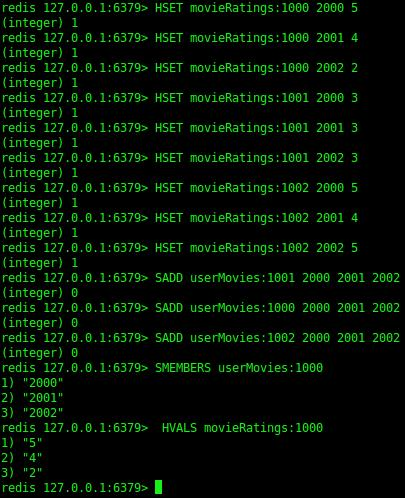 redis 127.0.0.1:6379> HSET movieRatings:1000 2000 5
(integer) 1
redis 127.0.0.1:6379> HSET movieRatings:1000 2001 4
(integer) 1
redis 127.0.0.1:6379> HSET movieRatings:1000 2002 2
(integer) 1
redis 127.0.0.1:6379> HSET movieRatings:1001 2000 3
(integer) 1
redis 127.0.0.1:6379> HSET movieRatings:1001 2001 3
(integer) 1
redis 127.0.0.1:6379> HSET movieRatings:1001 2002 3
(integer) 1
redis 127.0.0.1:6379> HSET movieRatings:1002 2000 5
(integer) 1
redis 127.0.0.1:6379> HSET movieRatings:1002 2001 4
(integer) 1
redis 127.0.0.1:6379> HSET movieRatings:1002 2002 5
(integer) 1
redis 127.0.0.1:6379> SADD userMovies:1001 2000 2001 2002
(integer) 0
redis 127.0.0.1:6379> SADD userMovies:1000 2000 2001 2002
(integer) 0
redis 127.0.0.1:6379> SADD userMovies:1002 2000 2001 2002
(integer) 0
redis 127.0.0.1:6379> SMEMBERS userMovies:1000
1) "2000"
2) "2001"
3) "2002"
redis 127.0.0.1:6379>  HVALS movieRatings:1000
1) "5"
2) "4"
3) "2"
redis 127.0.0.1:6379>